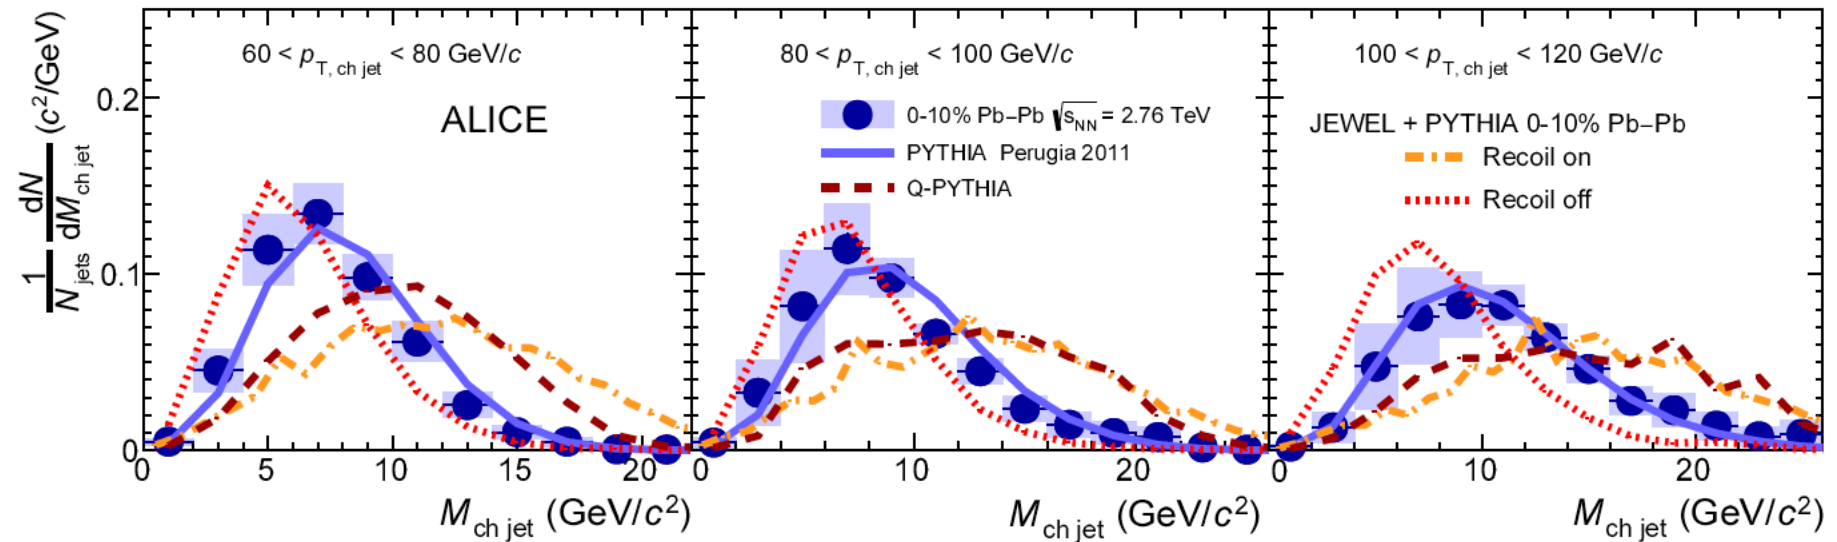 60 < p_T, ch jet < 80 GeV/c
80 < p_T, ch jet < 100 GeV/c
100 < p_T, ch jet < 120 GeV/c
ALICE
0-10% Pb–Pb √s_NN = 2.76 TeV
PYTHIA Perugia 2011
Q-PYTHIA
JEWEL + PYTHIA 0-10% Pb–Pb
Recoil on
Recoil off
1/N_jets dN/dM_ch jet (c²/GeV)
0.2
0.1
0
0 5 10 15 20
0 10 20
0 10 20
M_ch jet (GeV/c²)
M_ch jet (GeV/c²)
M_ch jet (GeV/c²)